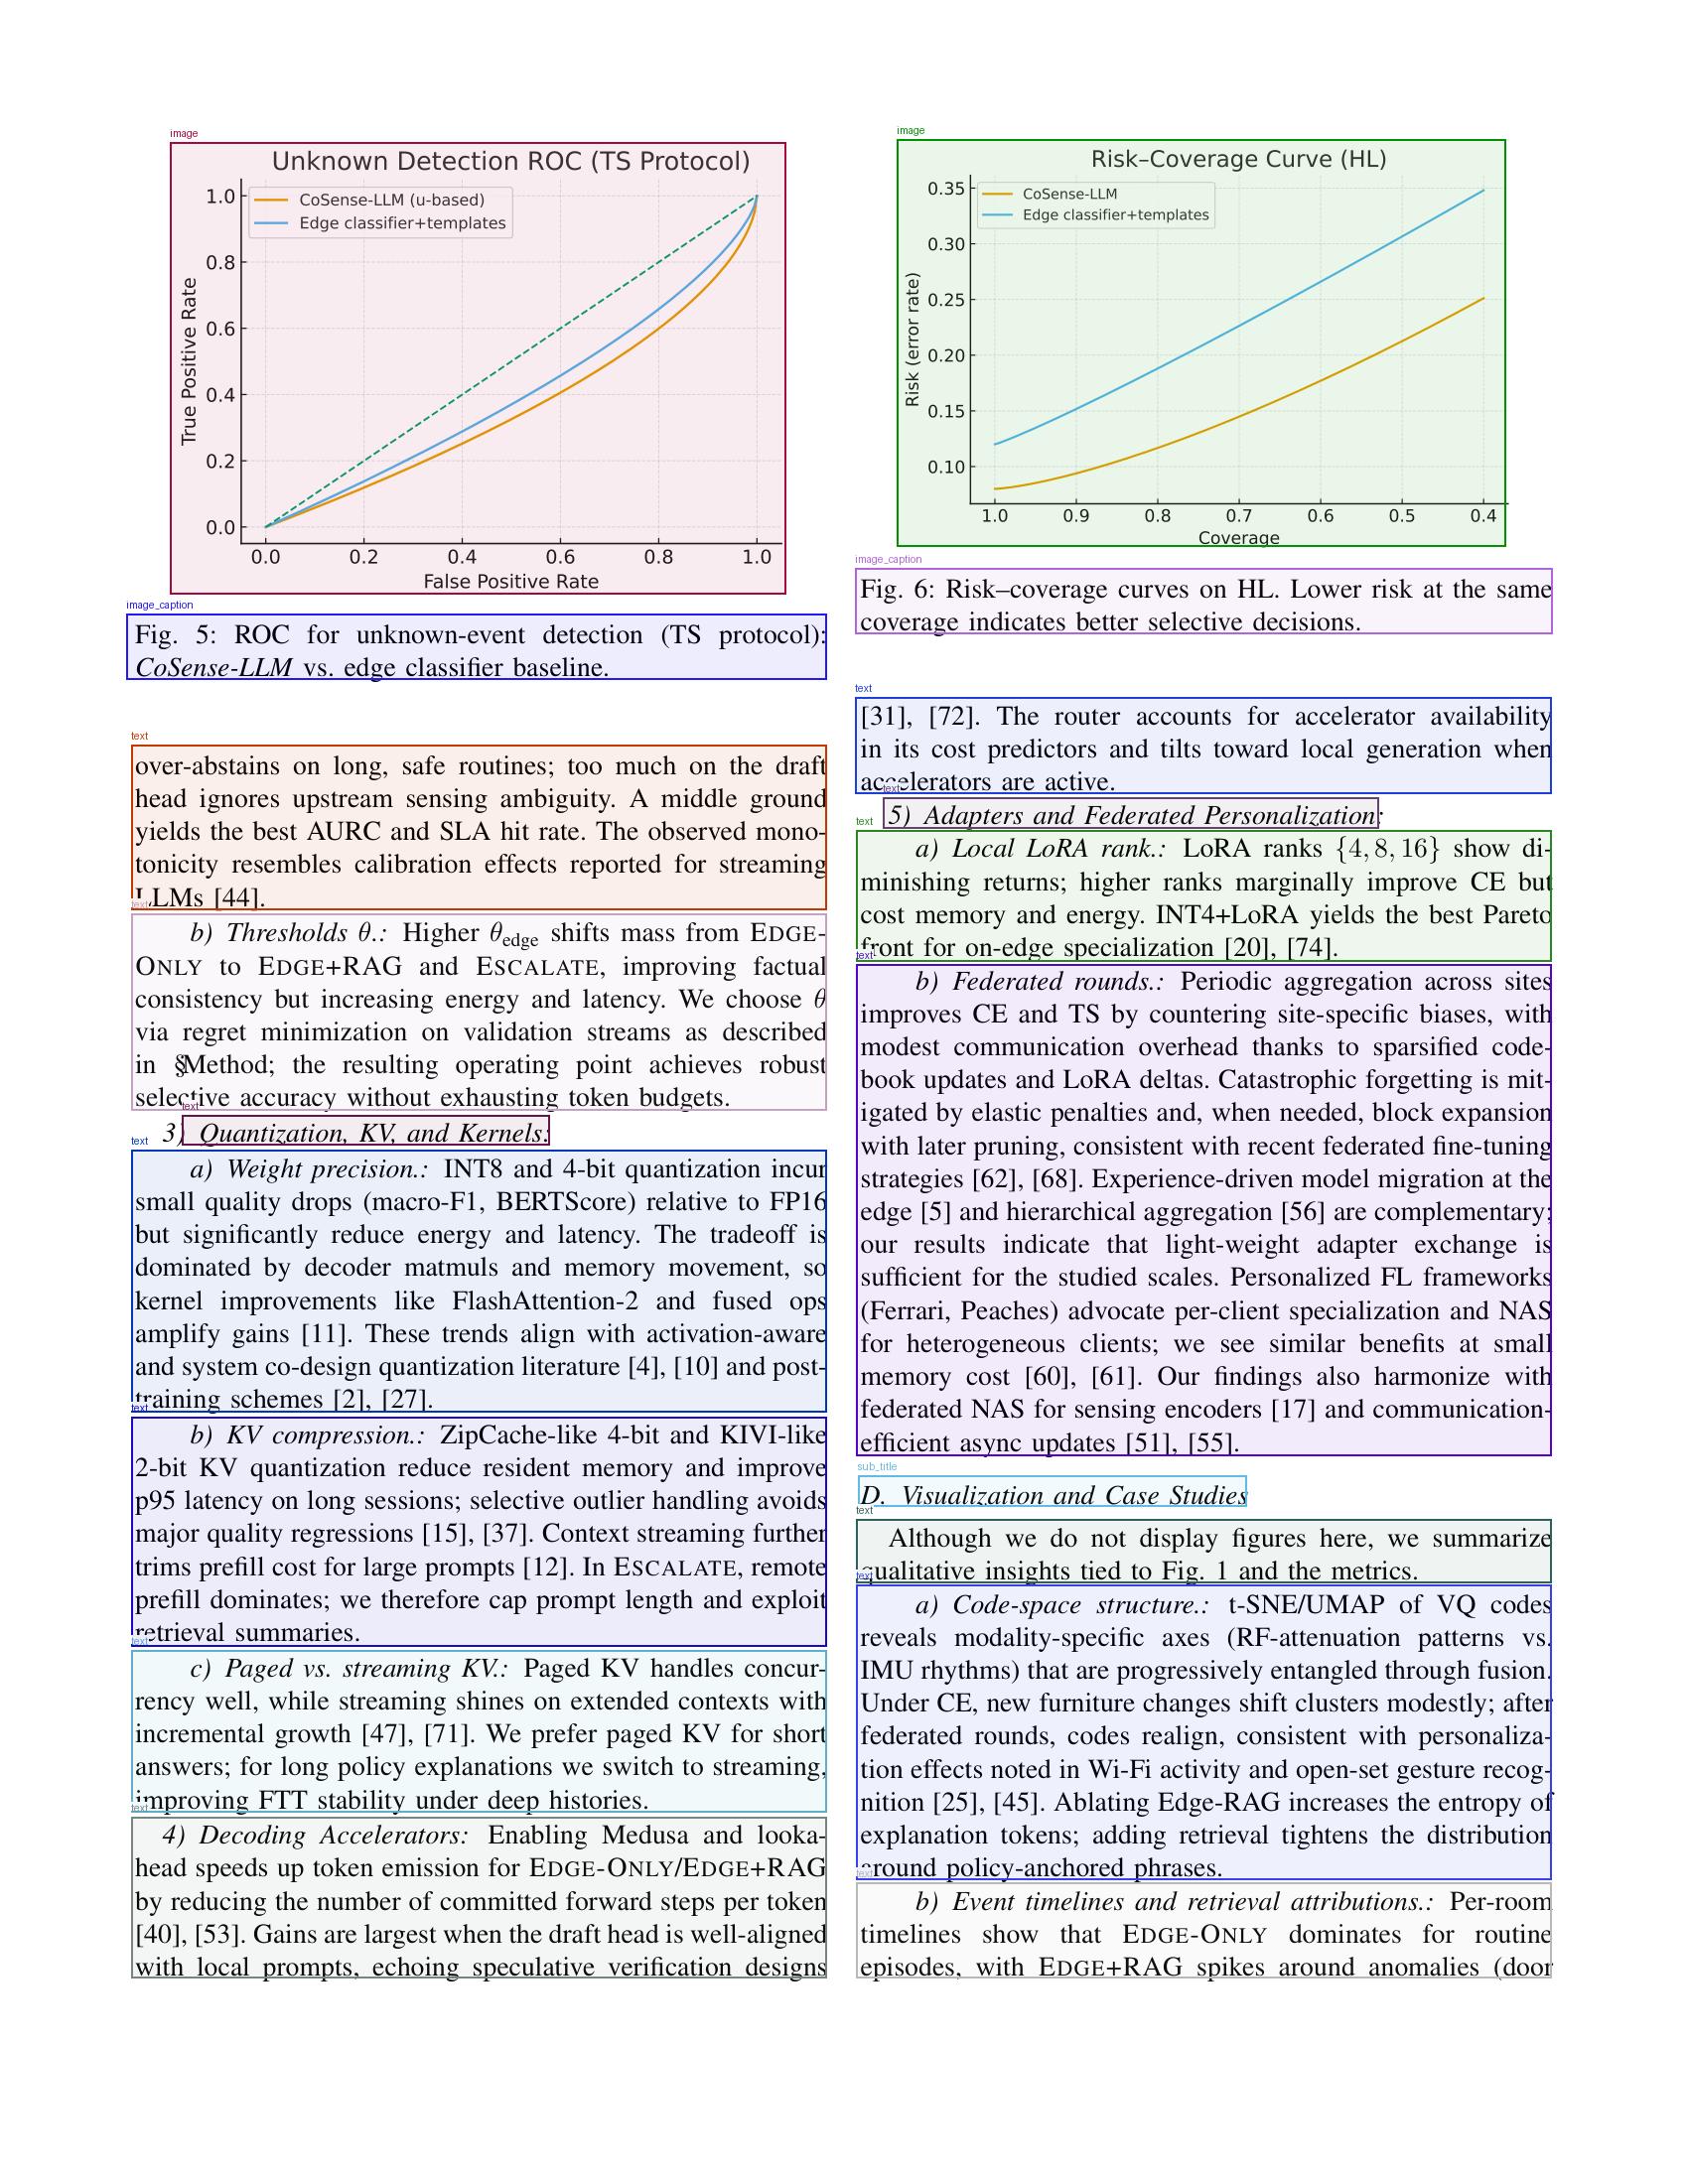 image
Unknown Detection ROC (TS Protocol)
CoSense-LLM (u-based)
Edge classifier+templates
True Positive Rate
1.0
0.8
0.6
0.4
0.2
0.0
0.0 0.2 0.4 0.6 0.8 1.0
False Positive Rate
image_caption
Fig. 5: ROC for unknown-event detection (TS protocol):
CoSense-LLM vs. edge classifier baseline.
text
over-abstains on long, safe routines; too much on the draft
head ignores upstream sensing ambiguity. A middle ground
yields the best AURC and SLA hit rate. The observed mono-
tonicity resembles calibration effects reported for streaming
LLMs [44].
text
b) Thresholds θ.: Higher θedge shifts mass from EDGE-
ONLY to EDGE+RAG and ESCALATE, improving factual
consistency but increasing energy and latency. We choose θ
via regret minimization on validation streams as described
in §Method; the resulting operating point achieves robust
selective accuracy without exhausting token budgets.
text
3) Quantization, KV, and Kernels:
text
a) Weight precision.: INT8 and 4-bit quantization incur
small quality drops (macro-F1, BERTScore) relative to FP16
but significantly reduce energy and latency. The tradeoff is
dominated by decoder matmuls and memory movement, so
kernel improvements like FlashAttention-2 and fused ops
amplify gains [11]. These trends align with activation-aware
and system co-design quantization literature [4], [10] and post-
training schemes [2], [27].
text
b) KV compression.: ZipCache-like 4-bit and KIVI-like
2-bit KV quantization reduce resident memory and improve
p95 latency on long sessions; selective outlier handling avoids
major quality regressions [15], [37]. Context streaming further
trims prefill cost for large prompts [12]. In ESCALATE, remote
prefill dominates; we therefore cap prompt length and exploit
retrieval summaries.
text
c) Paged vs. streaming KV.: Paged KV handles concur-
rency well, while streaming shines on extended contexts with
incremental growth [47], [71]. We prefer paged KV for short
answers; for long policy explanations we switch to streaming,
improving FTT stability under deep histories.
text
4) Decoding Accelerators: Enabling Medusa and looka-
head speeds up token emission for EDGE-ONLY/EDGE+RAG
by reducing the number of committed forward steps per token
[40], [53]. Gains are largest when the draft head is well-aligned
with local prompts, echoing speculative verification designs
image
Risk–Coverage Curve (HL)
CoSense-LLM
Edge classifier+templates
Risk (error rate)
0.35
0.30
0.25
0.20
0.15
0.10
1.0 0.9 0.8 0.7 0.6 0.5 0.4
Coverage
image_caption
Fig. 6: Risk–coverage curves on HL. Lower risk at the same
coverage indicates better selective decisions.
text
[31], [72]. The router accounts for accelerator availability
in its cost predictors and tilts toward local generation when
accelerators are active.
text
5) Adapters and Federated Personalization:
text
a) Local LoRA rank.: LoRA ranks {4, 8, 16} show di-
minishing returns; higher ranks marginally improve CE but
cost memory and energy. INT4+LoRA yields the best Pareto
front for on-edge specialization [20], [74].
text
b) Federated rounds.: Periodic aggregation across sites
improves CE and TS by countering site-specific biases, with
modest communication overhead thanks to sparsified code-
book updates and LoRA deltas. Catastrophic forgetting is mit-
igated by elastic penalties and, when needed, block expansion
with later pruning, consistent with recent federated fine-tuning
strategies [62], [68]. Experience-driven model migration at the
edge [5] and hierarchical aggregation [56] are complementary;
our results indicate that light-weight adapter exchange is
sufficient for the studied scales. Personalized FL frameworks
(Ferrari, Peaches) advocate per-client specialization and NAS
for heterogeneous clients; we see similar benefits at small
memory cost [60], [61]. Our findings also harmonize with
federated NAS for sensing encoders [17] and communication-
efficient async updates [51], [55].
sub_title
D. Visualization and Case Studies
text
Although we do not display figures here, we summarize
qualitative insights tied to Fig. 1 and the metrics.
text
a) Code-space structure.: t-SNE/UMAP of VQ codes
reveals modality-specific axes (RF-attenuation patterns vs.
IMU rhythms) that are progressively entangled through fusion.
Under CE, new furniture changes shift clusters modestly; after
federated rounds, codes realign, consistent with personaliza-
tion effects noted in Wi-Fi activity and open-set gesture recog-
nition [25], [45]. Ablating Edge-RAG increases the entropy of
explanation tokens; adding retrieval tightens the distribution
around policy-anchored phrases.
text
b) Event timelines and retrieval attributions.: Per-room
timelines show that EDGE-ONLY dominates for routine
episodes, with EDGE+RAG spikes around anomalies (door